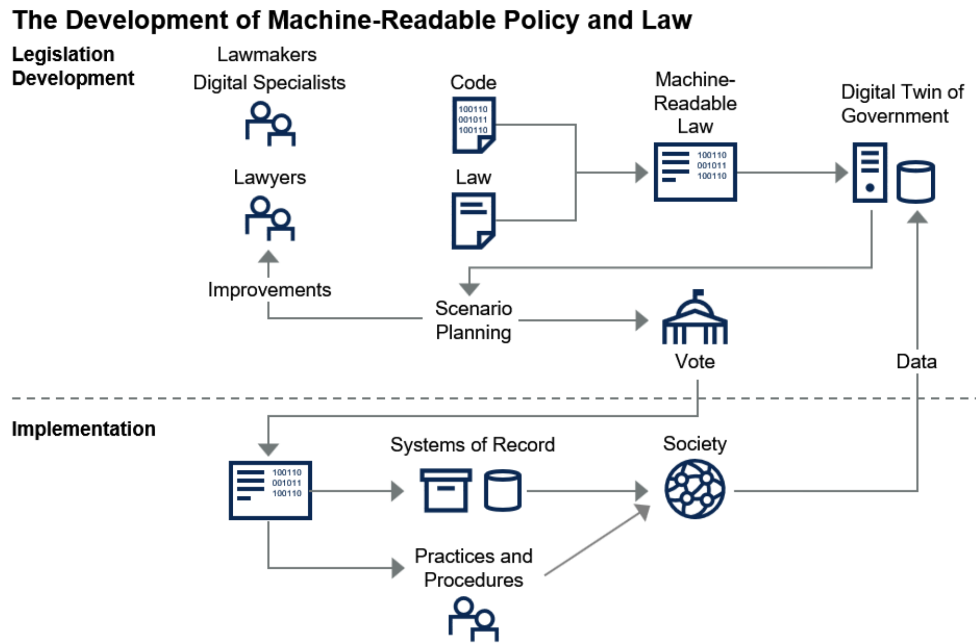 The Development of Machine-Readable Policy and Law
Legislation
Development
Lawmakers
Digital Specialists
Lawyers
Improvements
Code
100110
001011
100110
Law
Machine-
Readable
Law
100110
001011
100110
Digital Twin of
Government
Scenario
Planning
Vote
Data
Implementation
100110
001011
100110
Systems of Record
Society
Practices and
Procedures